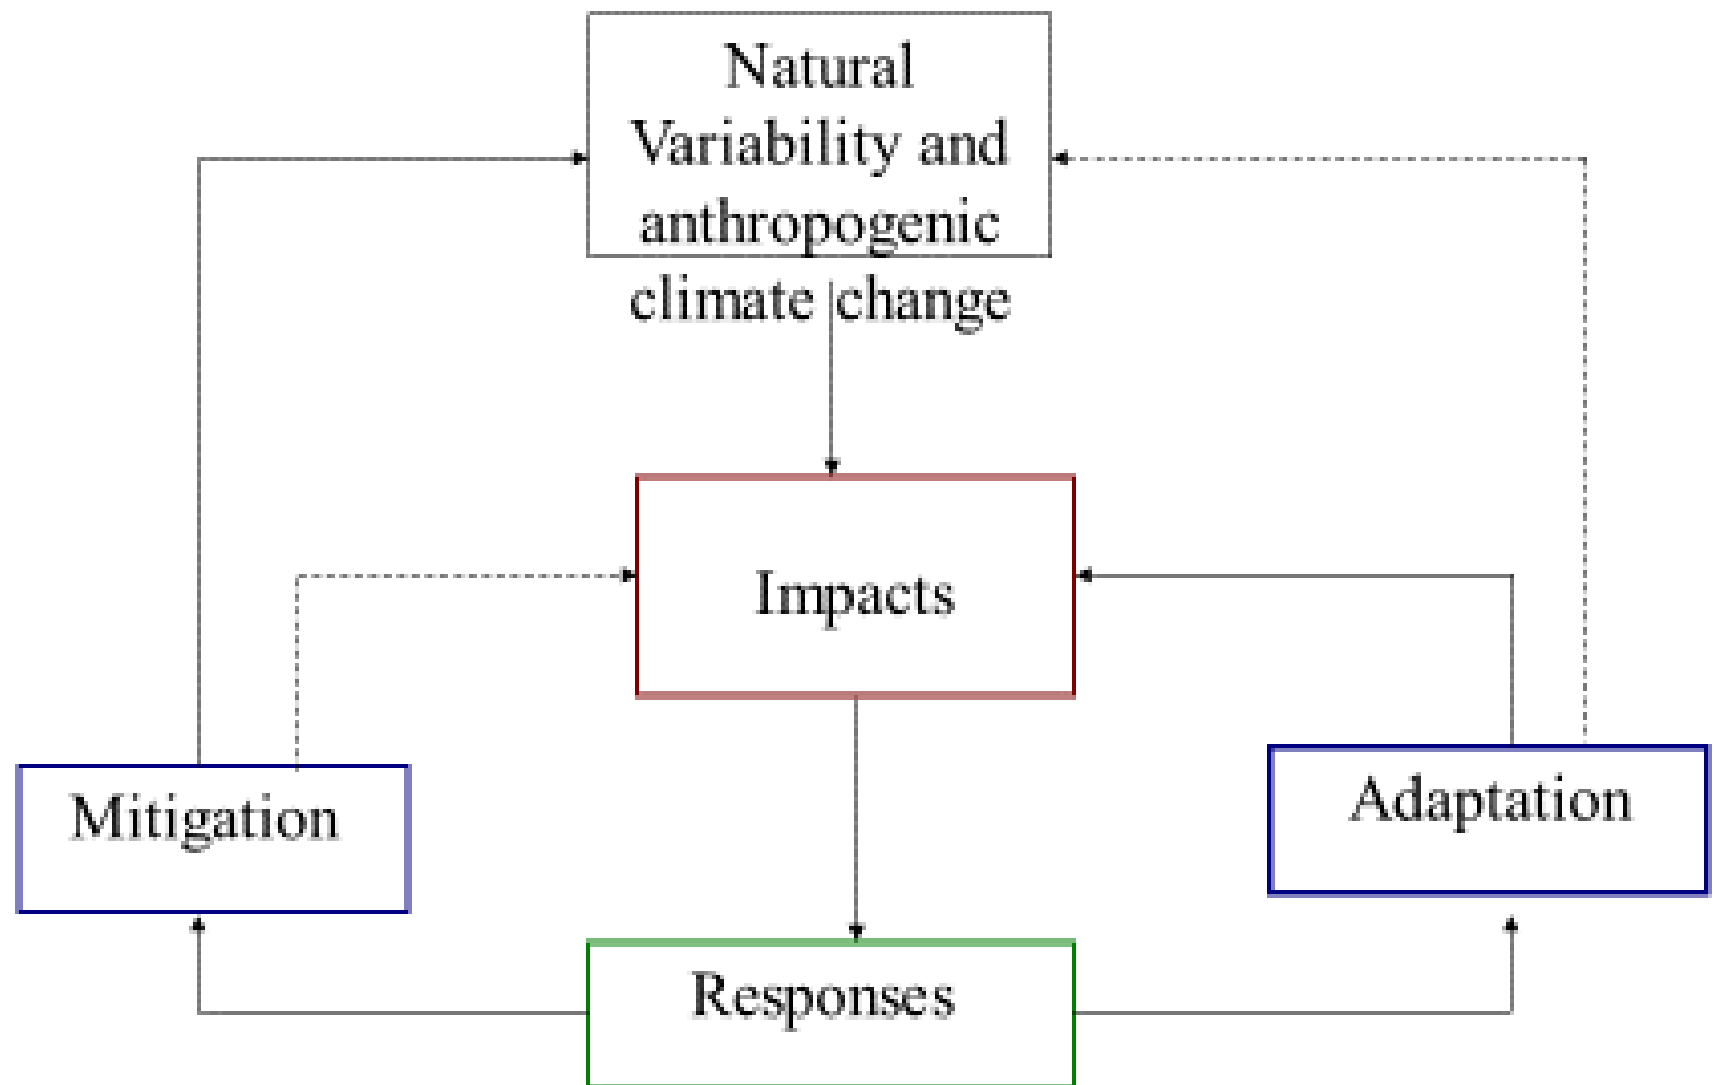 Natural
Variability and
anthropogenic
climate change
Impacts
Mitigation
Adaptation
Responses